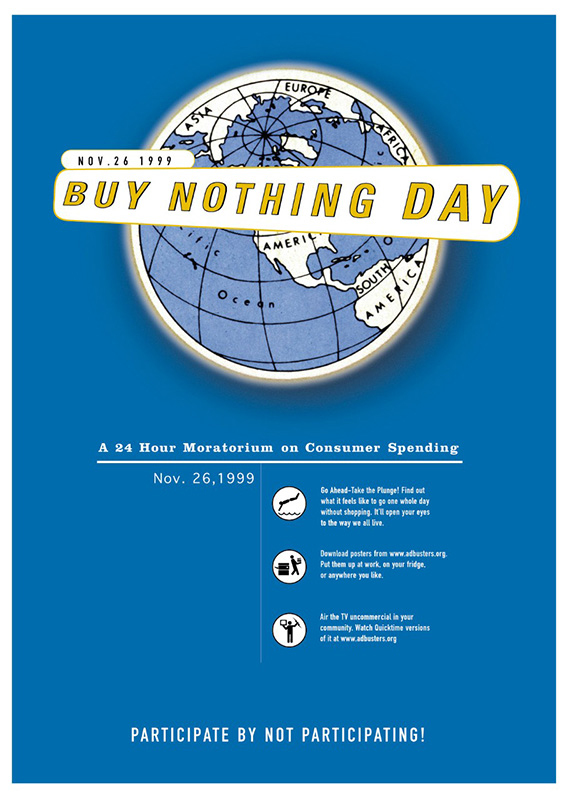 EUROPE
ASIA
AFRICA
NOV.26 1999
BUY NOTHING DAY
AMERIC
SOUTH
AMERICA
Ocean
A 24 Hour Moratorium on Consumer Spending
Nov. 26,1999
Go Ahead–Take the Plunge! Find out
what it feels like to go one whole day
without shopping. It'll open your eyes
to the way we all live.
Download posters from www.adbusters.org.
Put them up at work, on your fridge,
or anywhere you like.
Air the TV uncommercial in your
community. Watch Quicktime versions
of it at www.adbusters.org
PARTICIPATE BY NOT PARTICIPATING!